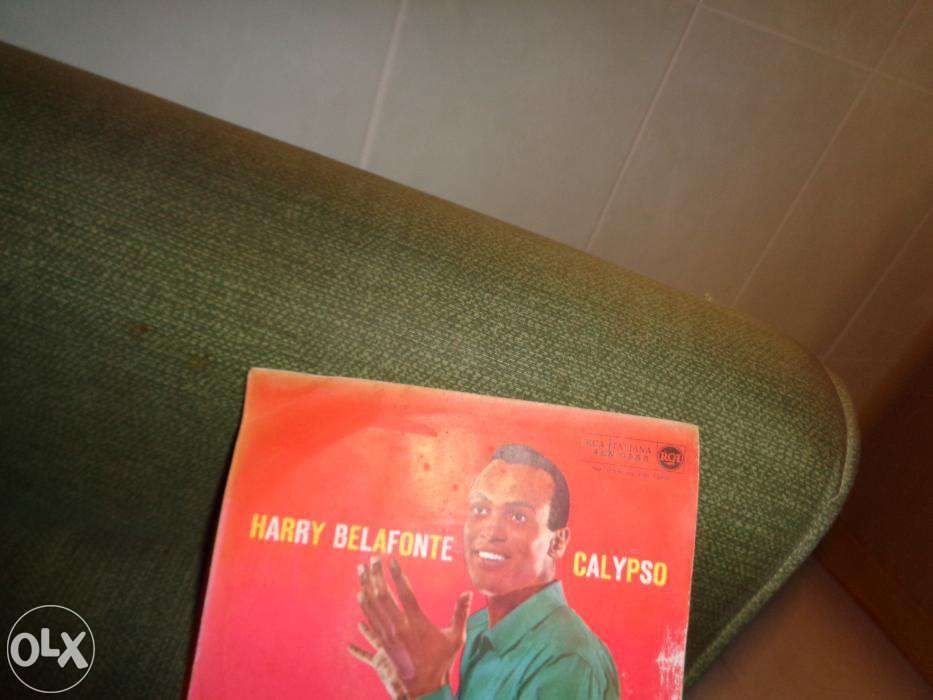 RCA ITALIANA
RCA
HARRY BELAFONTE
CALYPSO
OLX